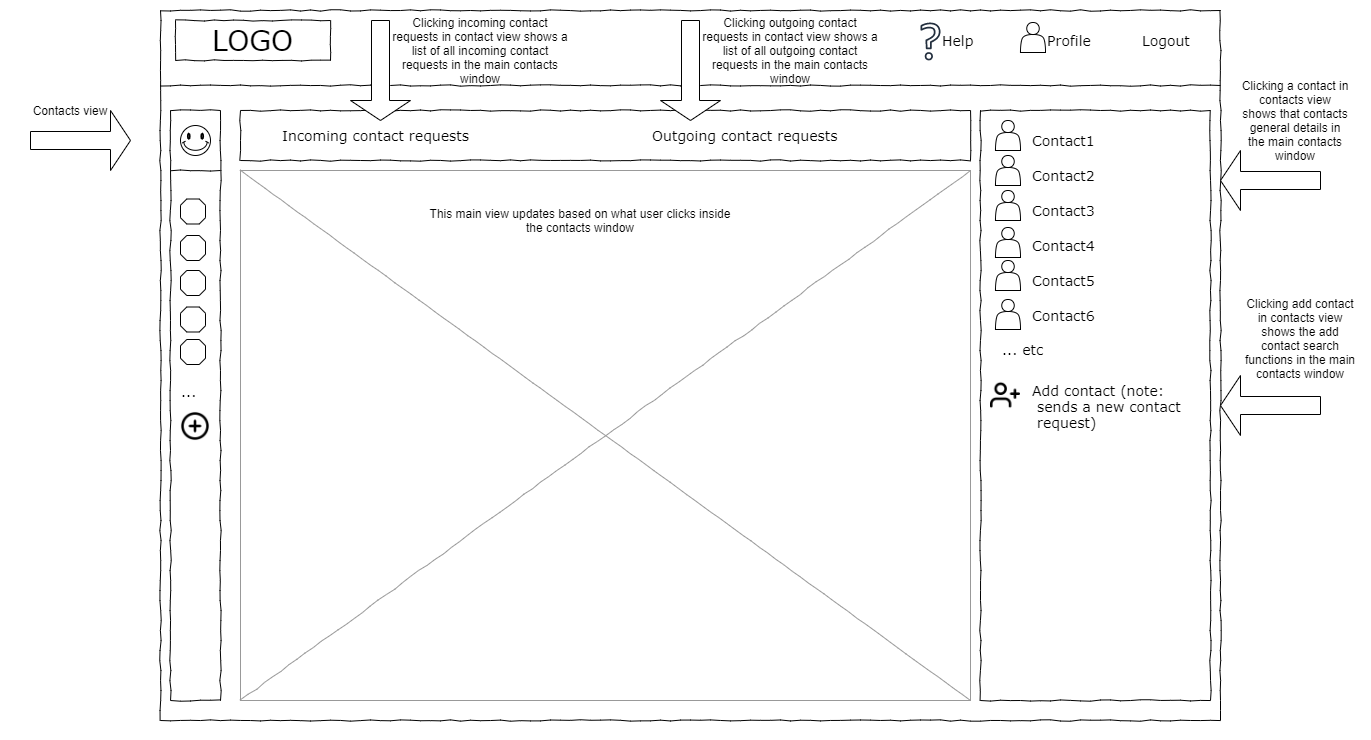 LOGO
Clicking incoming contact
requests in contact view shows a
list of all incoming contact
requests in the main contacts
window
Clicking outgoing contact
requests in contact view shows a
list of all outgoing contact
requests in the main contacts
window
Help
Profile
Logout
Contacts view
Incoming contact requests
Outgoing contact requests
This main view updates based on what user clicks inside
the contacts window
...
Contact1
Contact2
Contact3
Contact4
Contact5
Contact6
... etc
Add contact (note:
sends a new contact
request)
Clicking a contact in
contacts view
shows that contacts
general details in
the main contacts
window
Clicking add contact
in contacts view
shows the add
contact search
functions in the main
contacts window